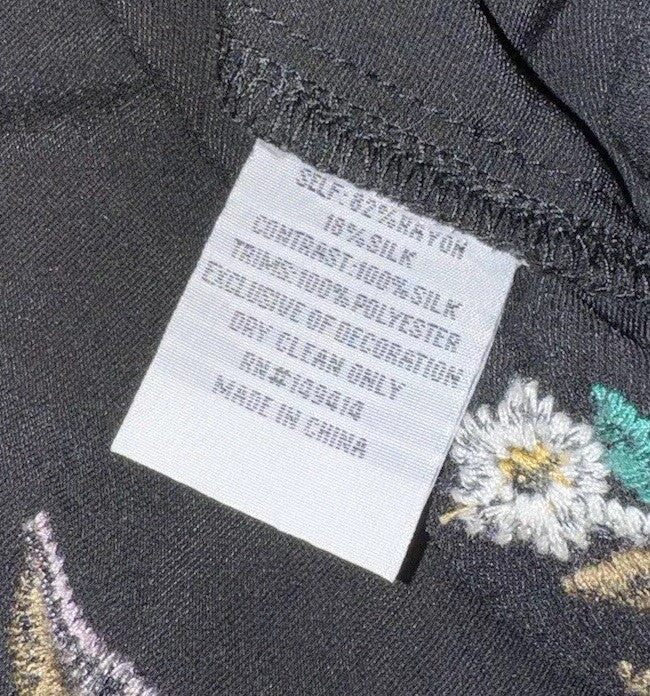 SELF: 82%RAYON
18%SILK
CONTRAST:100%SILK
TRIMS:100%POLYESTER
EXCLUSIVE OF DECORATION
DRY CLEAN ONLY
RN#149414
MADE IN CHINA